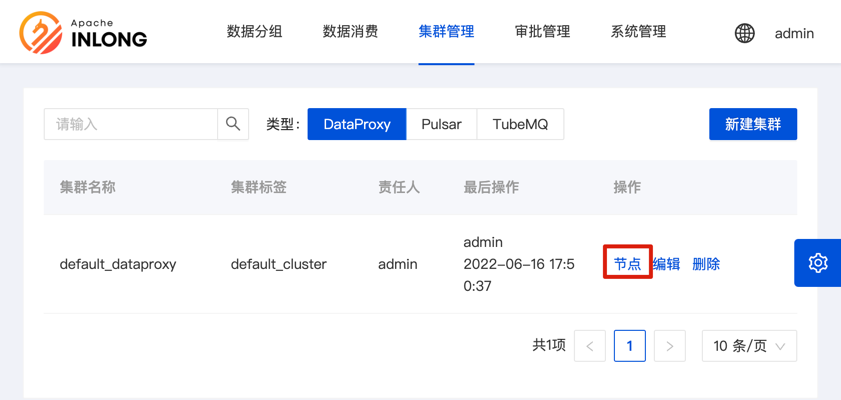 Apache
INLONG
数据分组 数据消费 集群管理 审批管理 系统管理 admin
请输入 类型: DataProxy Pulsar TubeMQ 新建集群
集群名称 集群标签 责任人 最后操作 操作
default_dataproxy default_cluster admin admin
2022-06-16 17:5
0:37
节点 编辑 删除
共1项 < 1 > 10 条/页